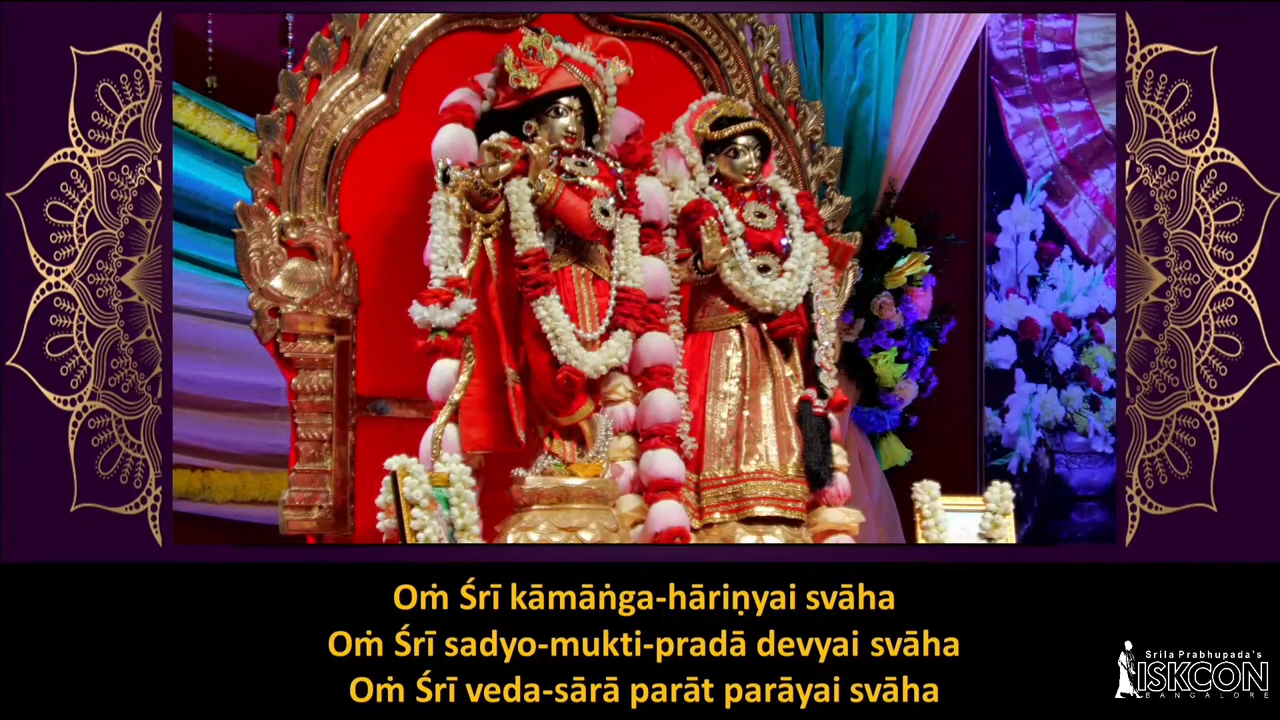 Oṁ Śrī kāmāṅga-hāriṇyai svāha
Oṁ Śrī sadyo-mukti-pradā devyai svāha
Oṁ Śrī veda-sārā parāt parāyai svāha
Srila Prabhupada's
ISKCON
BANGALORE